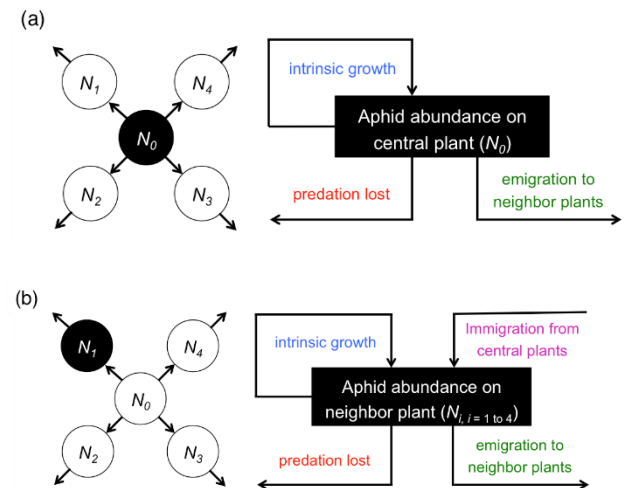 (a)
N1
N4
N0
N2
N3
intrinsic growth
Aphid abundance on
central plant (N0)
predation lost
emigration to
neighbor plants
(b)
N1
N4
N0
N2
N3
intrinsic growth
Immigration from
central plants
Aphid abundance on
neighbor plant (Ni, i = 1 to 4)
predation lost
emigration to
neighbor plants